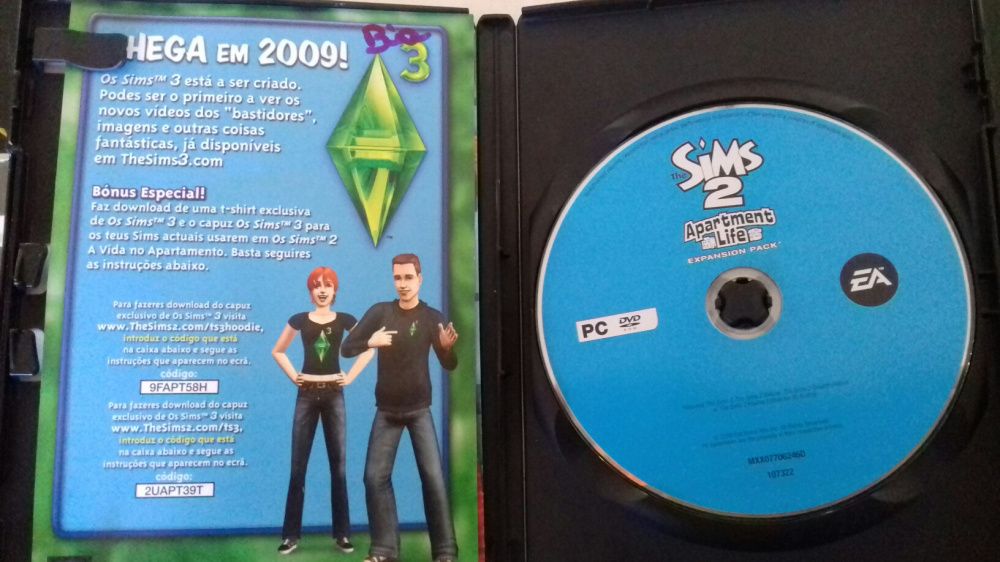 HEGA EM 2009!
Bia
3
Os Sims™ 3 está a ser criado.
Podes ser o primeiro a ver os
novos vídeos dos "bastidores",
imagens e outras coisas
fantásticas, já disponíveis
em TheSims3.com
Bónus Especial!
Faz download de uma t-shirt exclusiva
de Os Sims™ 3 e o capuz Os Sims™ 3 para
os teus Sims actuais usarem em Os Sims™ 2
A Vida no Apartamento. Basta seguires
as instruções abaixo.
Para fazeres download do capuz
exclusivo de Os Sims™ 3 visita
www.TheSims2.com/ts3hoodie,
introduz o código que está
na caixa abaixo e segue as
instruções que aparecem no ecrã.
código:
9FAPT58H
Para fazeres download do capuz
exclusivo de Os Sims™ 3 visita
www.TheSims2.com/ts3,
introduz o código que está
na caixa abaixo e segue as
instruções que aparecem no ecrã.
código:
2UAPT39T
3
The SIMS
2
Apartment
Life
EXPANSION PACK
EA
PC DVD
ROM
MXX07706246D
107322